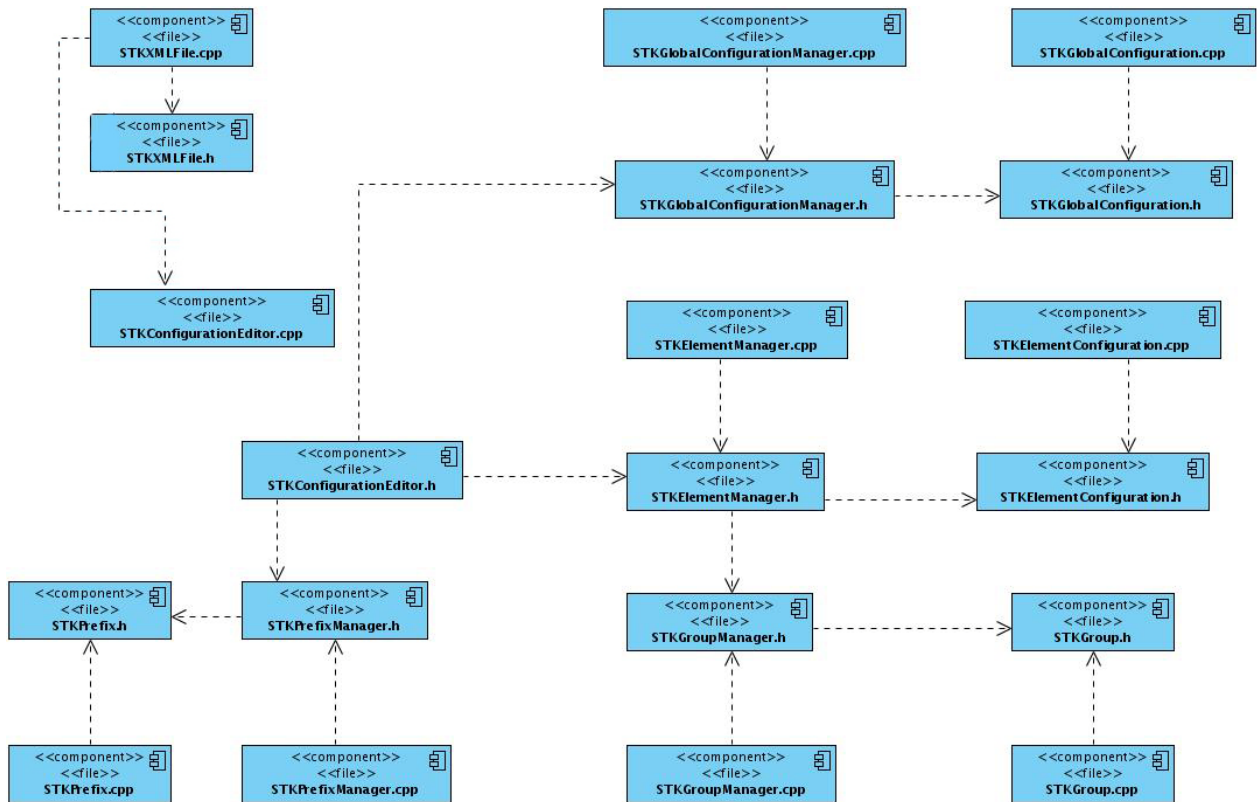 <<component>>
<<file>>
STKXMLFile.cpp
<<component>>
<<file>>
STKGlobalConfigurationManager.cpp
<<component>>
<<file>>
STKGlobalConfiguration.cpp
<<component>>
<<file>>
STKXMLFile.h
<<component>>
<<file>>
STKGlobalConfigurationManager.h
<<component>>
<<file>>
STKGlobalConfiguration.h
<<component>>
<<file>>
STKConfigurationEditor.cpp
<<component>>
<<file>>
STKElementManager.cpp
<<component>>
<<file>>
STKElementConfiguration.cpp
<<component>>
<<file>>
STKConfigurationEditor.h
<<component>>
<<file>>
STKElementManager.h
<<component>>
<<file>>
STKElementConfiguration.h
<<component>>
<<file>>
STKPrefix.h
<<component>>
<<file>>
STKPrefixManager.h
<<component>>
<<file>>
STKGroupManager.h
<<component>>
<<file>>
STKGroup.h
<<component>>
<<file>>
STKPrefix.cpp
<<component>>
<<file>>
STKPrefixManager.cpp
<<component>>
<<file>>
STKGroupManager.cpp
<<component>>
<<file>>
STKGroup.cpp